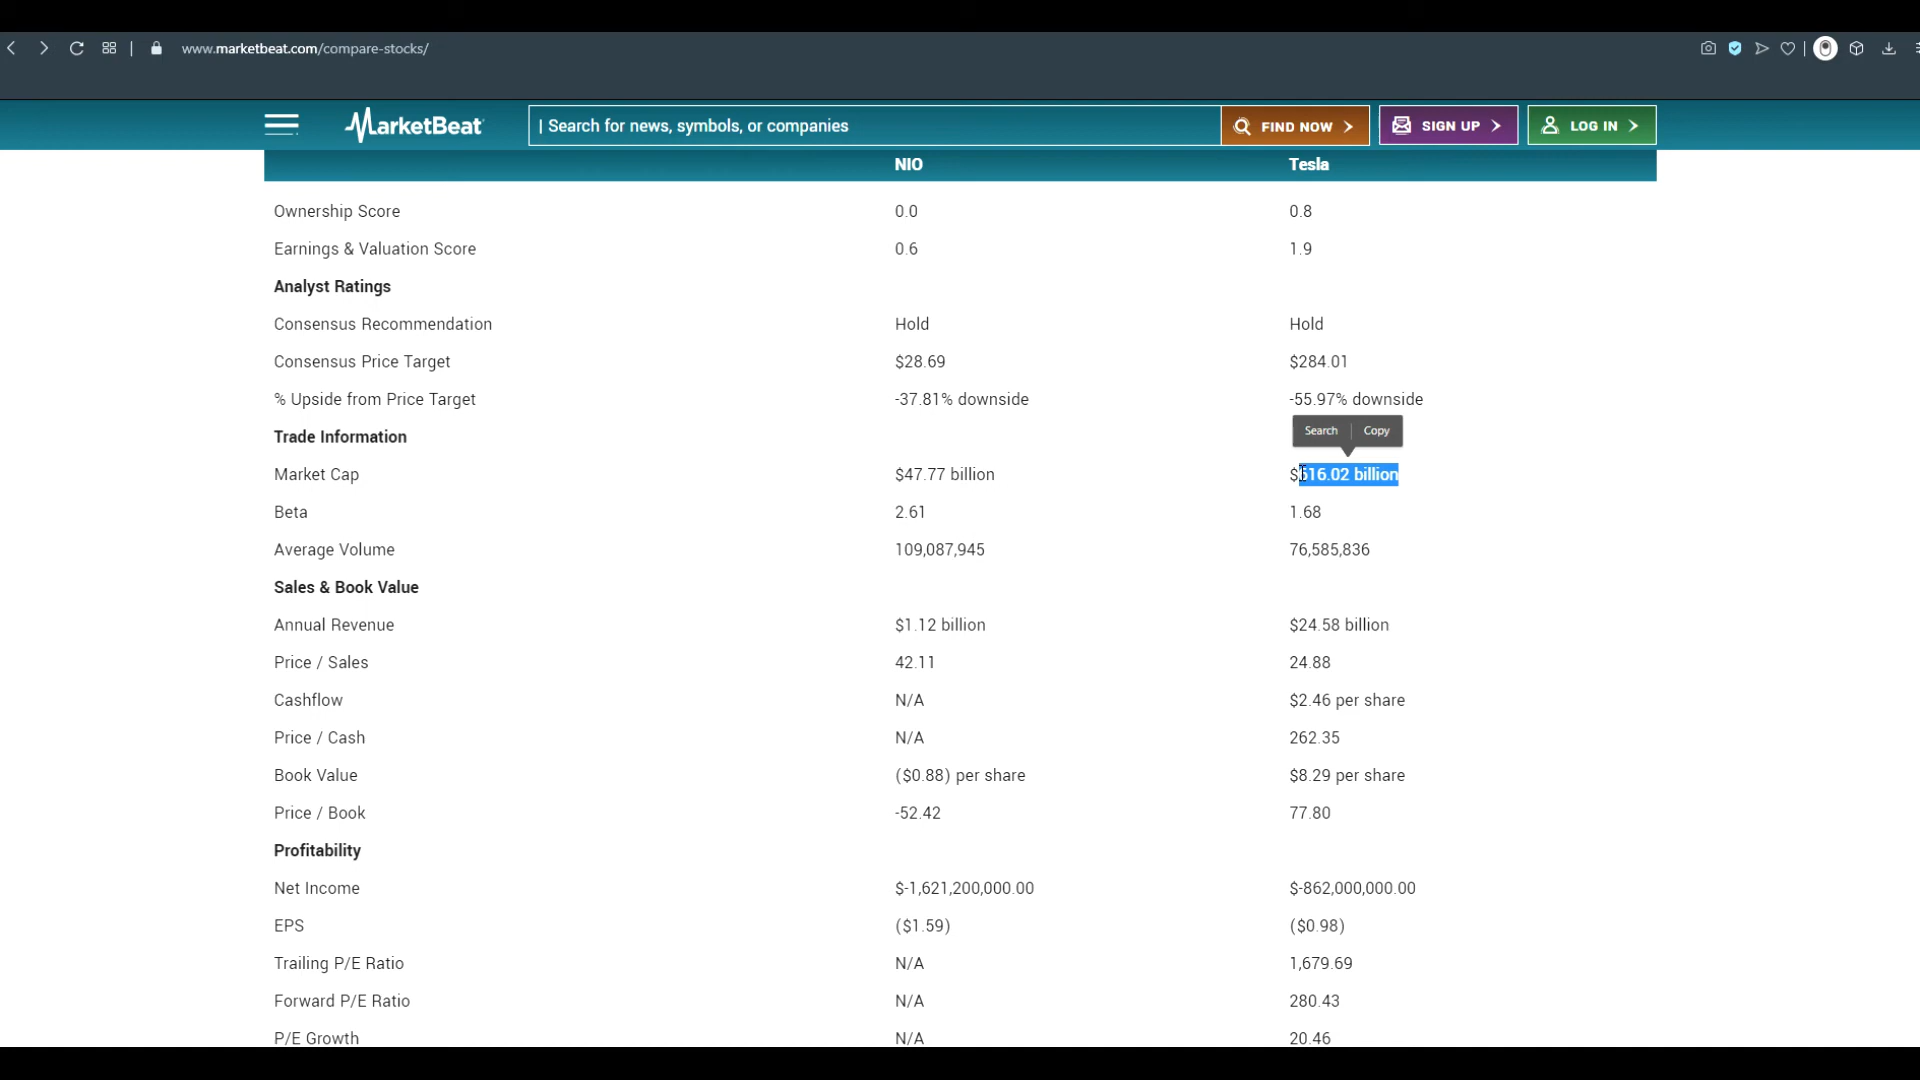 www.marketbeat.com/compare-stocks/
MarketBeat
Search for news, symbols, or companies
FIND NOW
SIGN UP
LOG IN
NIO Tesla
Ownership Score 0.0 0.8
Earnings & Valuation Score 0.6 1.9
Analyst Ratings
Consensus Recommendation Hold Hold
Consensus Price Target $28.69 $284.01
% Upside from Price Target -37.81% downside -55.97% downside
Search Copy
Trade Information
Market Cap $47.77 billion billion
Beta 2.61 1.68
Average Volume 109,087,945 76,585,836
Sales & Book Value
Annual Revenue $1.12 billion $24.58 billion
Price / Sales 42.11 24.88
Cashflow N/A $2.46 per share
Price / Cash N/A 262.35
Book Value ($0.88) per share $8.29 per share
Price / Book -52.42 77.80
Profitability
Net Income $-1,621,200,000.00 $-862,000,000.00
EPS ($1.59) ($0.98)
Trailing P/E Ratio N/A 1,679.69
Forward P/E Ratio N/A 280.43
P/E Growth N/A 20.46